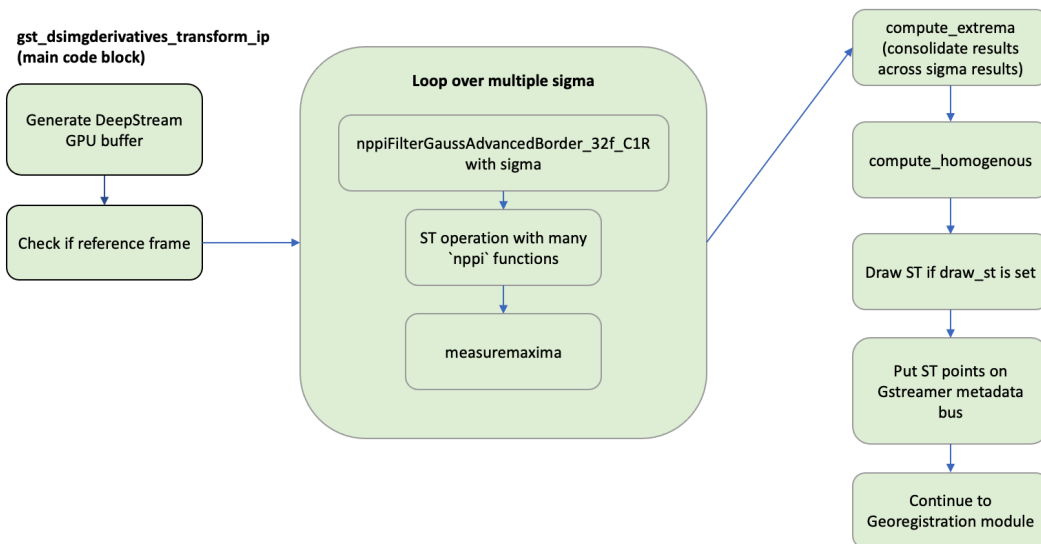 gst_dsimgderivatives_transform_ip
(main code block)
Generate DeepStream
GPU buffer
Check if reference frame
Loop over multiple sigma
nppiFilterGaussAdvancedBorder_32f_C1R
with sigma
ST operation with many
`nppi` functions
measuremaxima
compute_extrema
(consolidate results
across sigma results)
compute_homogenous
Draw ST if draw_st is set
Put ST points on
Gstreamer metadata
bus
Continue to
Georegistration module